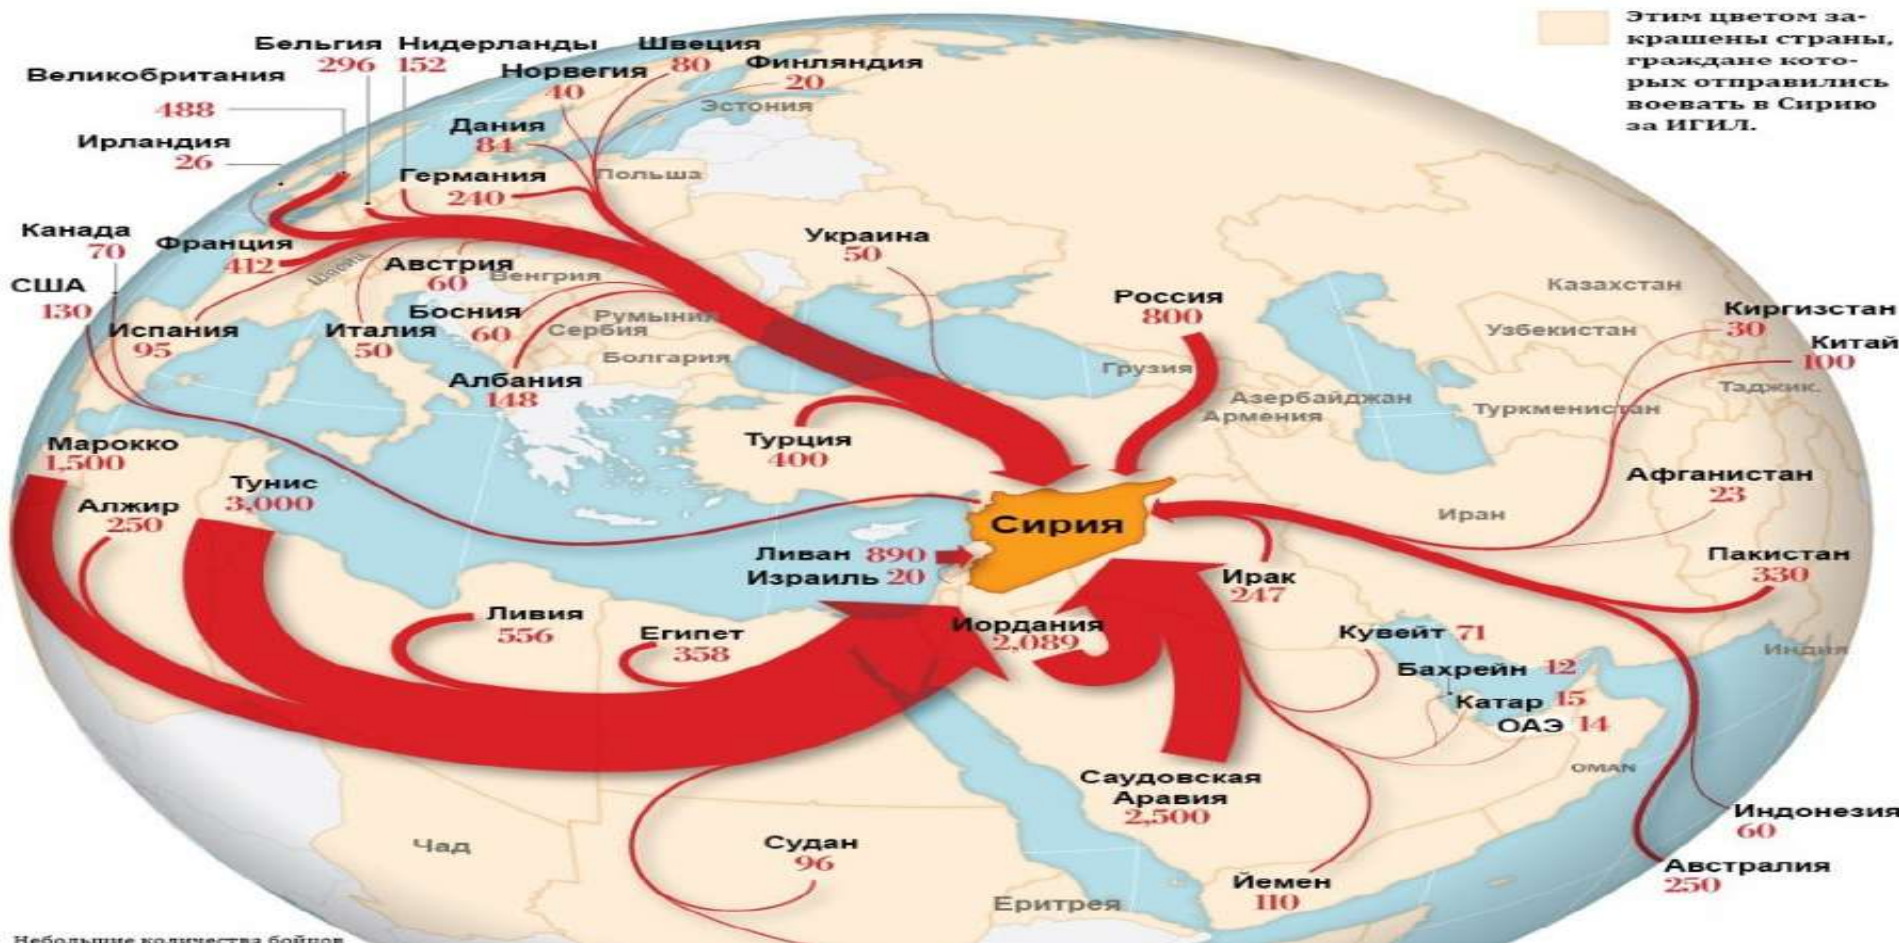 Этим цветом за-
крашены страны,
граждане кото-
рых отправились
воевать в Сирию
за ИГИЛ.
Бельгия
296
Нидерланды
152
Швеция
80
Великобритания
488
Норвегия
40
Финляндия
20
Эстония
Ирландия
26
Дания
84
Германия
240
Польша
Канада
70
Франция
412
США
130
Австрия
60
Венгрия
Украина
50
Испания
95
Италия
50
Босния
60
Румыния
Сербия
Болгария
Албания
148
Россия
800
Грузия
Азербайджан
Армения
Казахстан
Узбекистан
Киргизстан
30
Китай
100
Таджик.
Туркменистан
Марокко
1,500
Алжир
250
Тунис
3,000
Турция
400
Афганистан
23
Иран
Сирия
Ливан 890
Израиль 20
Пакистан
330
Ирак
247
Ливия
556
Египет
358
Иордания
2,089
Кувейт 71
Бахрейн 12
Катар 15
ОАЭ 14
Индия
OMAN
Саудовская
Аравия
2,500
Индонезия
60
Австралия
250
Чад
Судан
96
Йемен
110
Еритрея
Небольшие количества бойцов